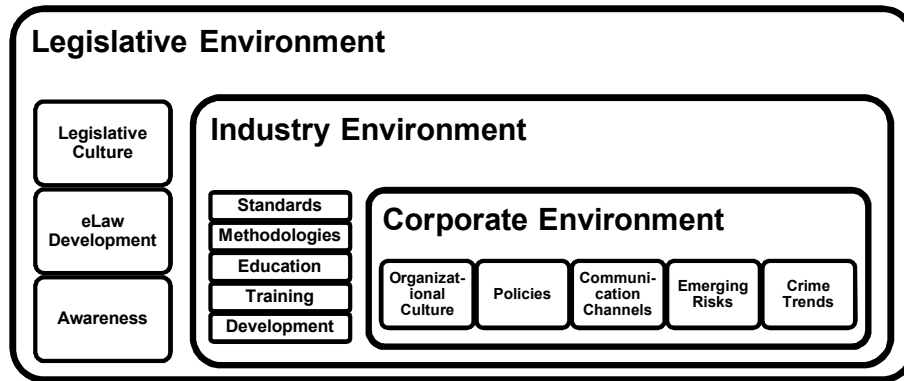 Legislative Environment
Legislative
Culture
eLaw
Development
Awareness
Industry Environment
Standards
Methodologies
Education
Training
Development
Corporate Environment
Organizat-
ional
Culture
Policies
Communi-
cation
Channels
Emerging
Risks
Crime
Trends